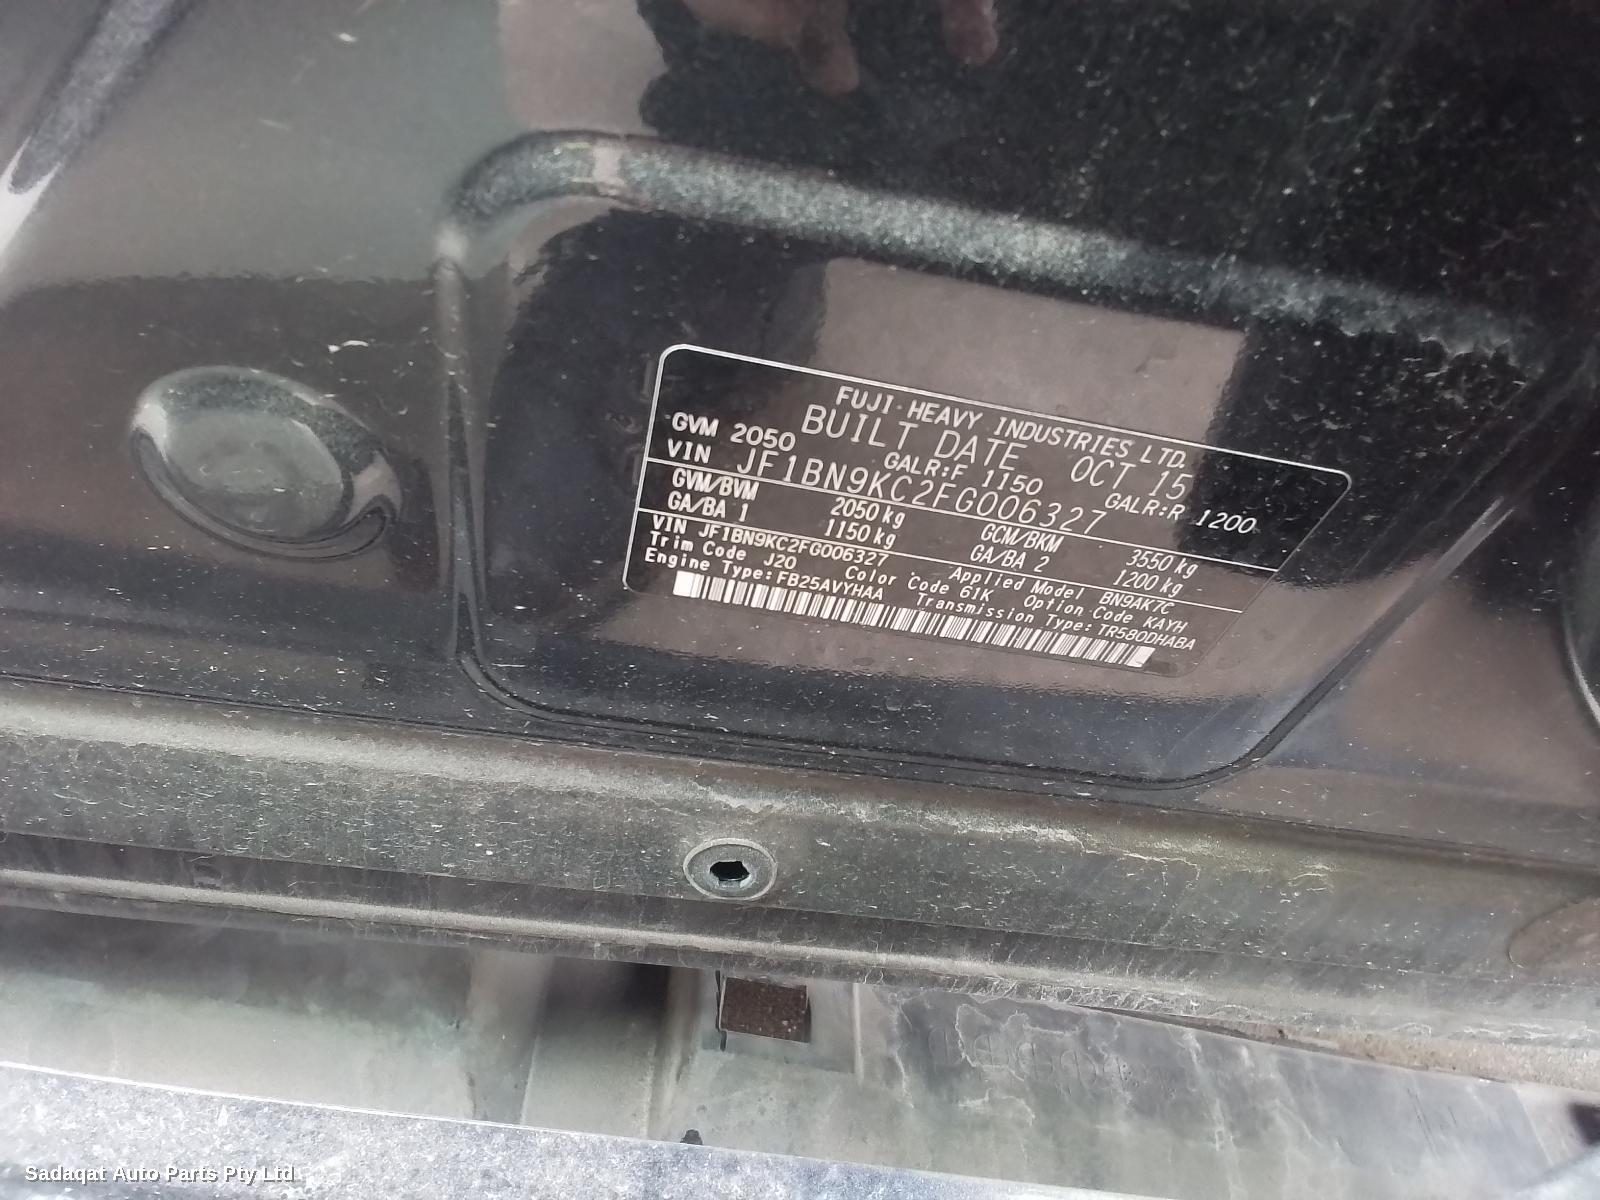 FUJI HEAVY INDUSTRIES LTD.
BUILT DATE OCT 15
GVM 2050 GALR:F 1150 GALR:R 1200
VIN JF1BN9KC2FG006327
GVM/BVM 2050 kg GCM/BKM 3550 kg
GA/BA 1 1150 kg GA/BA 2 1200 kg
VIN JF1BN9KC2FG006327 Applied Model BN9AK7C
Trim Code J20 Color Code 61K Option Code KAYH
Engine Type:FB25AVYHAA Transmission Type:TR580DHABA
Sadaqat Auto Parts Pty Ltd